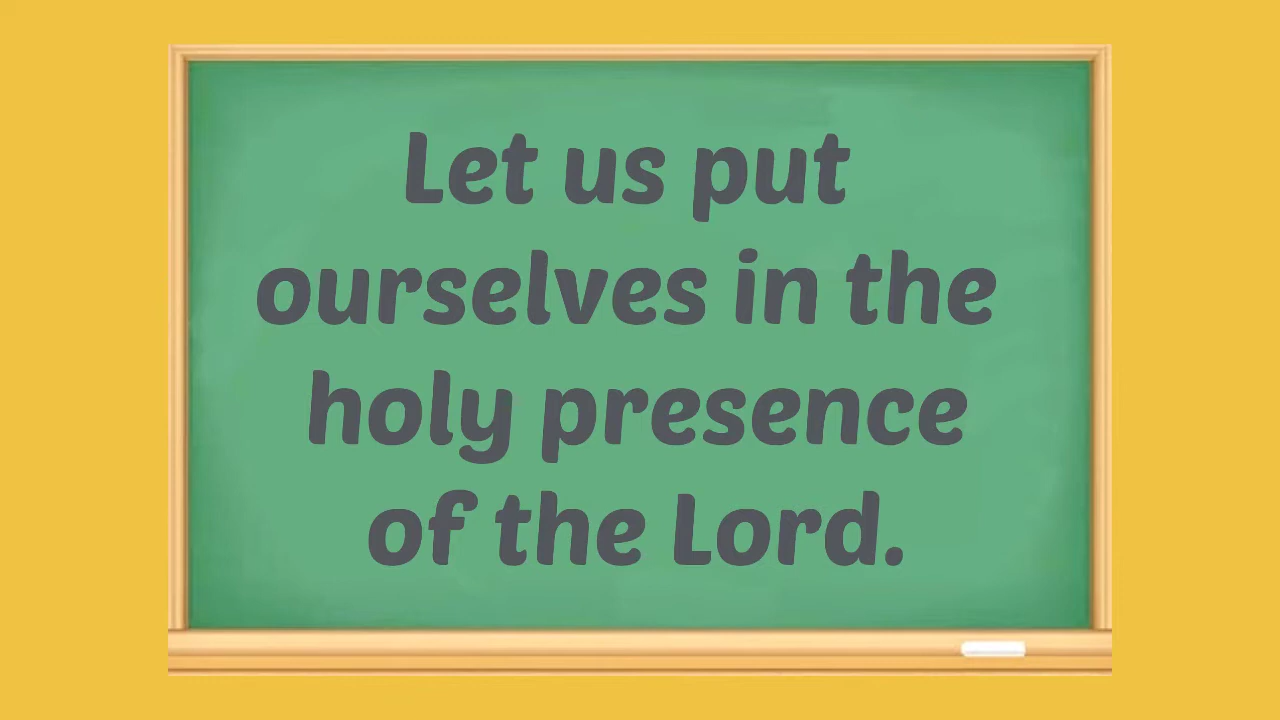 Let us put
ourselves in the
holy presence
of the Lord.